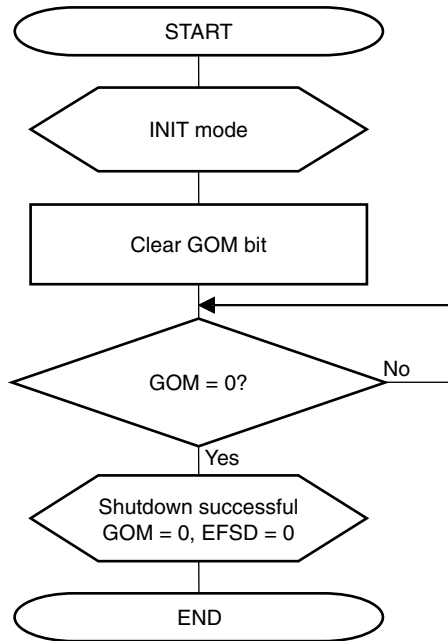 START
INIT mode
Clear GOM bit
GOM = 0?
No
Yes
Shutdown successful
GOM = 0, EFSD = 0
END